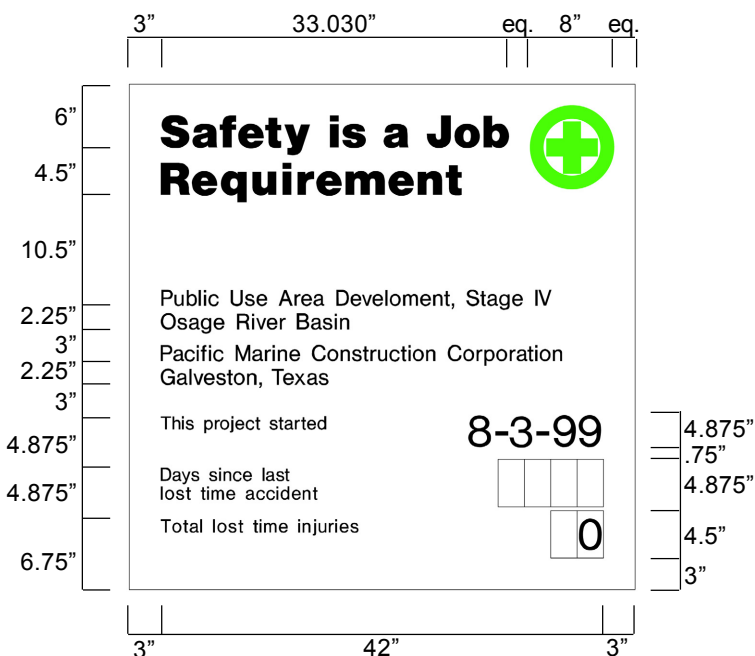 3” 33.030” eq. 8” eq.
6”
4.5”
10.5”
2.25”
3”
2.25”
3”
4.875”
4.875”
6.75”
Safety is a Job
Requirement
Public Use Area Develoment, Stage IV
Osage River Basin
Pacific Marine Construction Corporation
Galveston, Texas
This project started 8-3-99
Days since last
lost time accident
Total lost time injuries 0
4.875”
.75”
4.875”
4.5”
3”
3” 42” 3”